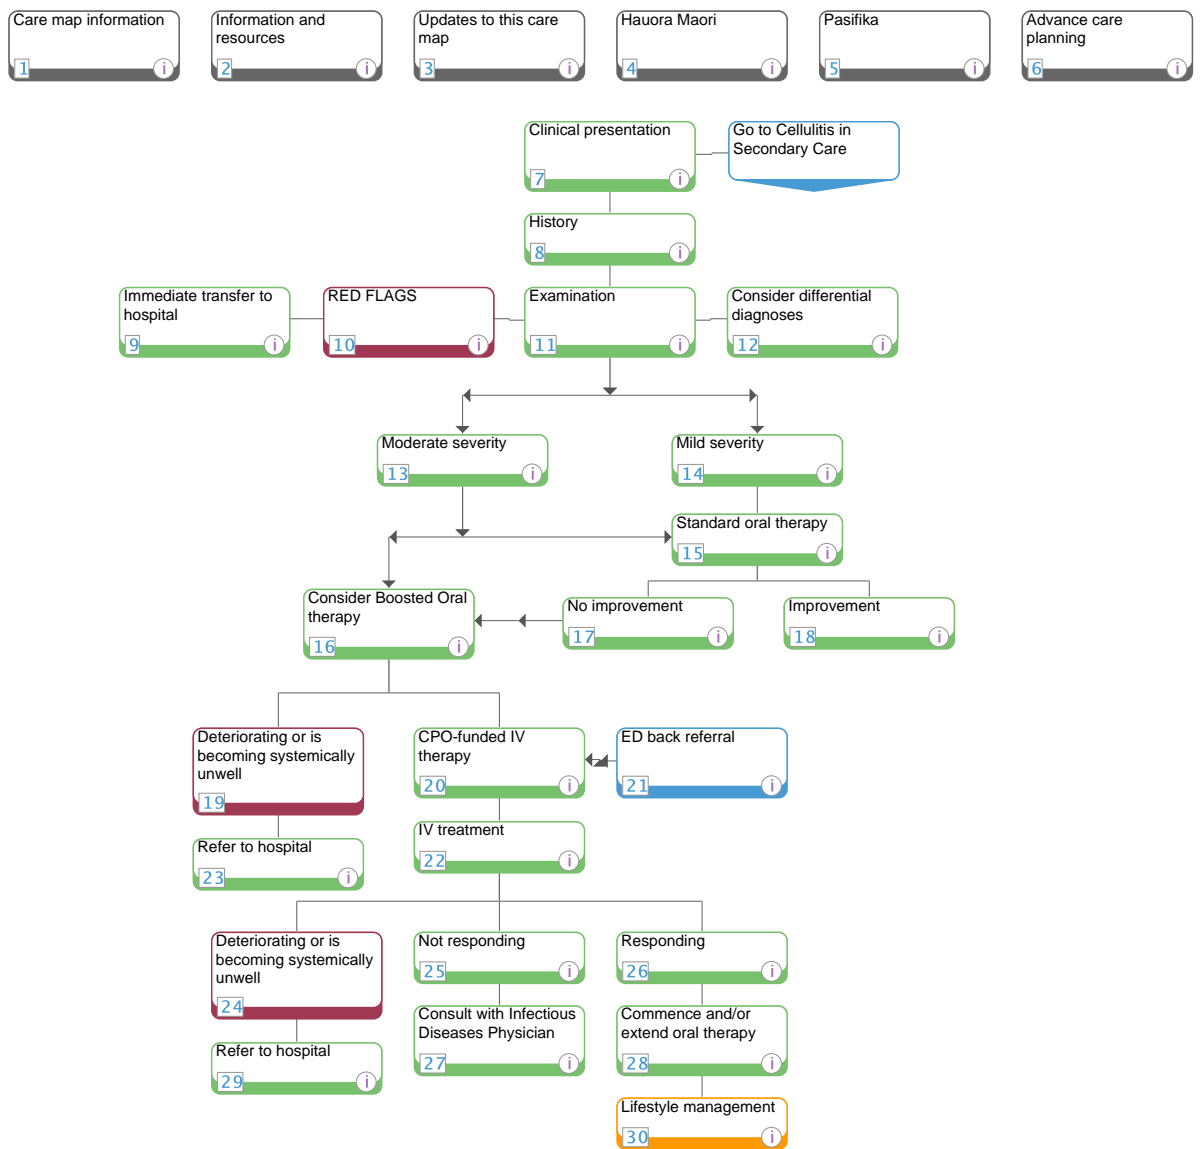 Care map information
1 i
Information and
resources
2 i
Updates to this care
map
3 i
Hauora Maori
4 i
Pasifika
5 i
Advance care
planning
6 i
Clinical presentation
7 i
Go to Cellulitis in
Secondary Care
History
8 i
Immediate transfer to
hospital
9 i
RED FLAGS
10 i
Examination
11 i
Consider differential
diagnoses
12 i
Moderate severity
13 i
Mild severity
14 i
Standard oral therapy
15 i
Consider Boosted Oral
therapy
16 i
No improvement
17 i
Improvement
18 i
Deteriorating or is
becoming systemically
unwell
19
CPO-funded IV
therapy
20 i
ED back referral
21 i
IV treatment
22 i
Refer to hospital
23 i
Deteriorating or is
becoming systemically
unwell
24
Not responding
25 i
Responding
26 i
Consult with Infectious
Diseases Physician
27 i
Commence and/or
extend oral therapy
28 i
Refer to hospital
29 i
Lifestyle management
30 i